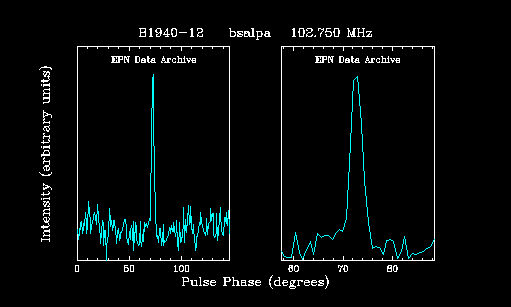 B1940-12 bsalpa 102.750 MHz
EPN Data Archive EPN Data Archive
Intensity (arbitrary units)
0 50 100 60 70 80
Pulse Phase (degrees)